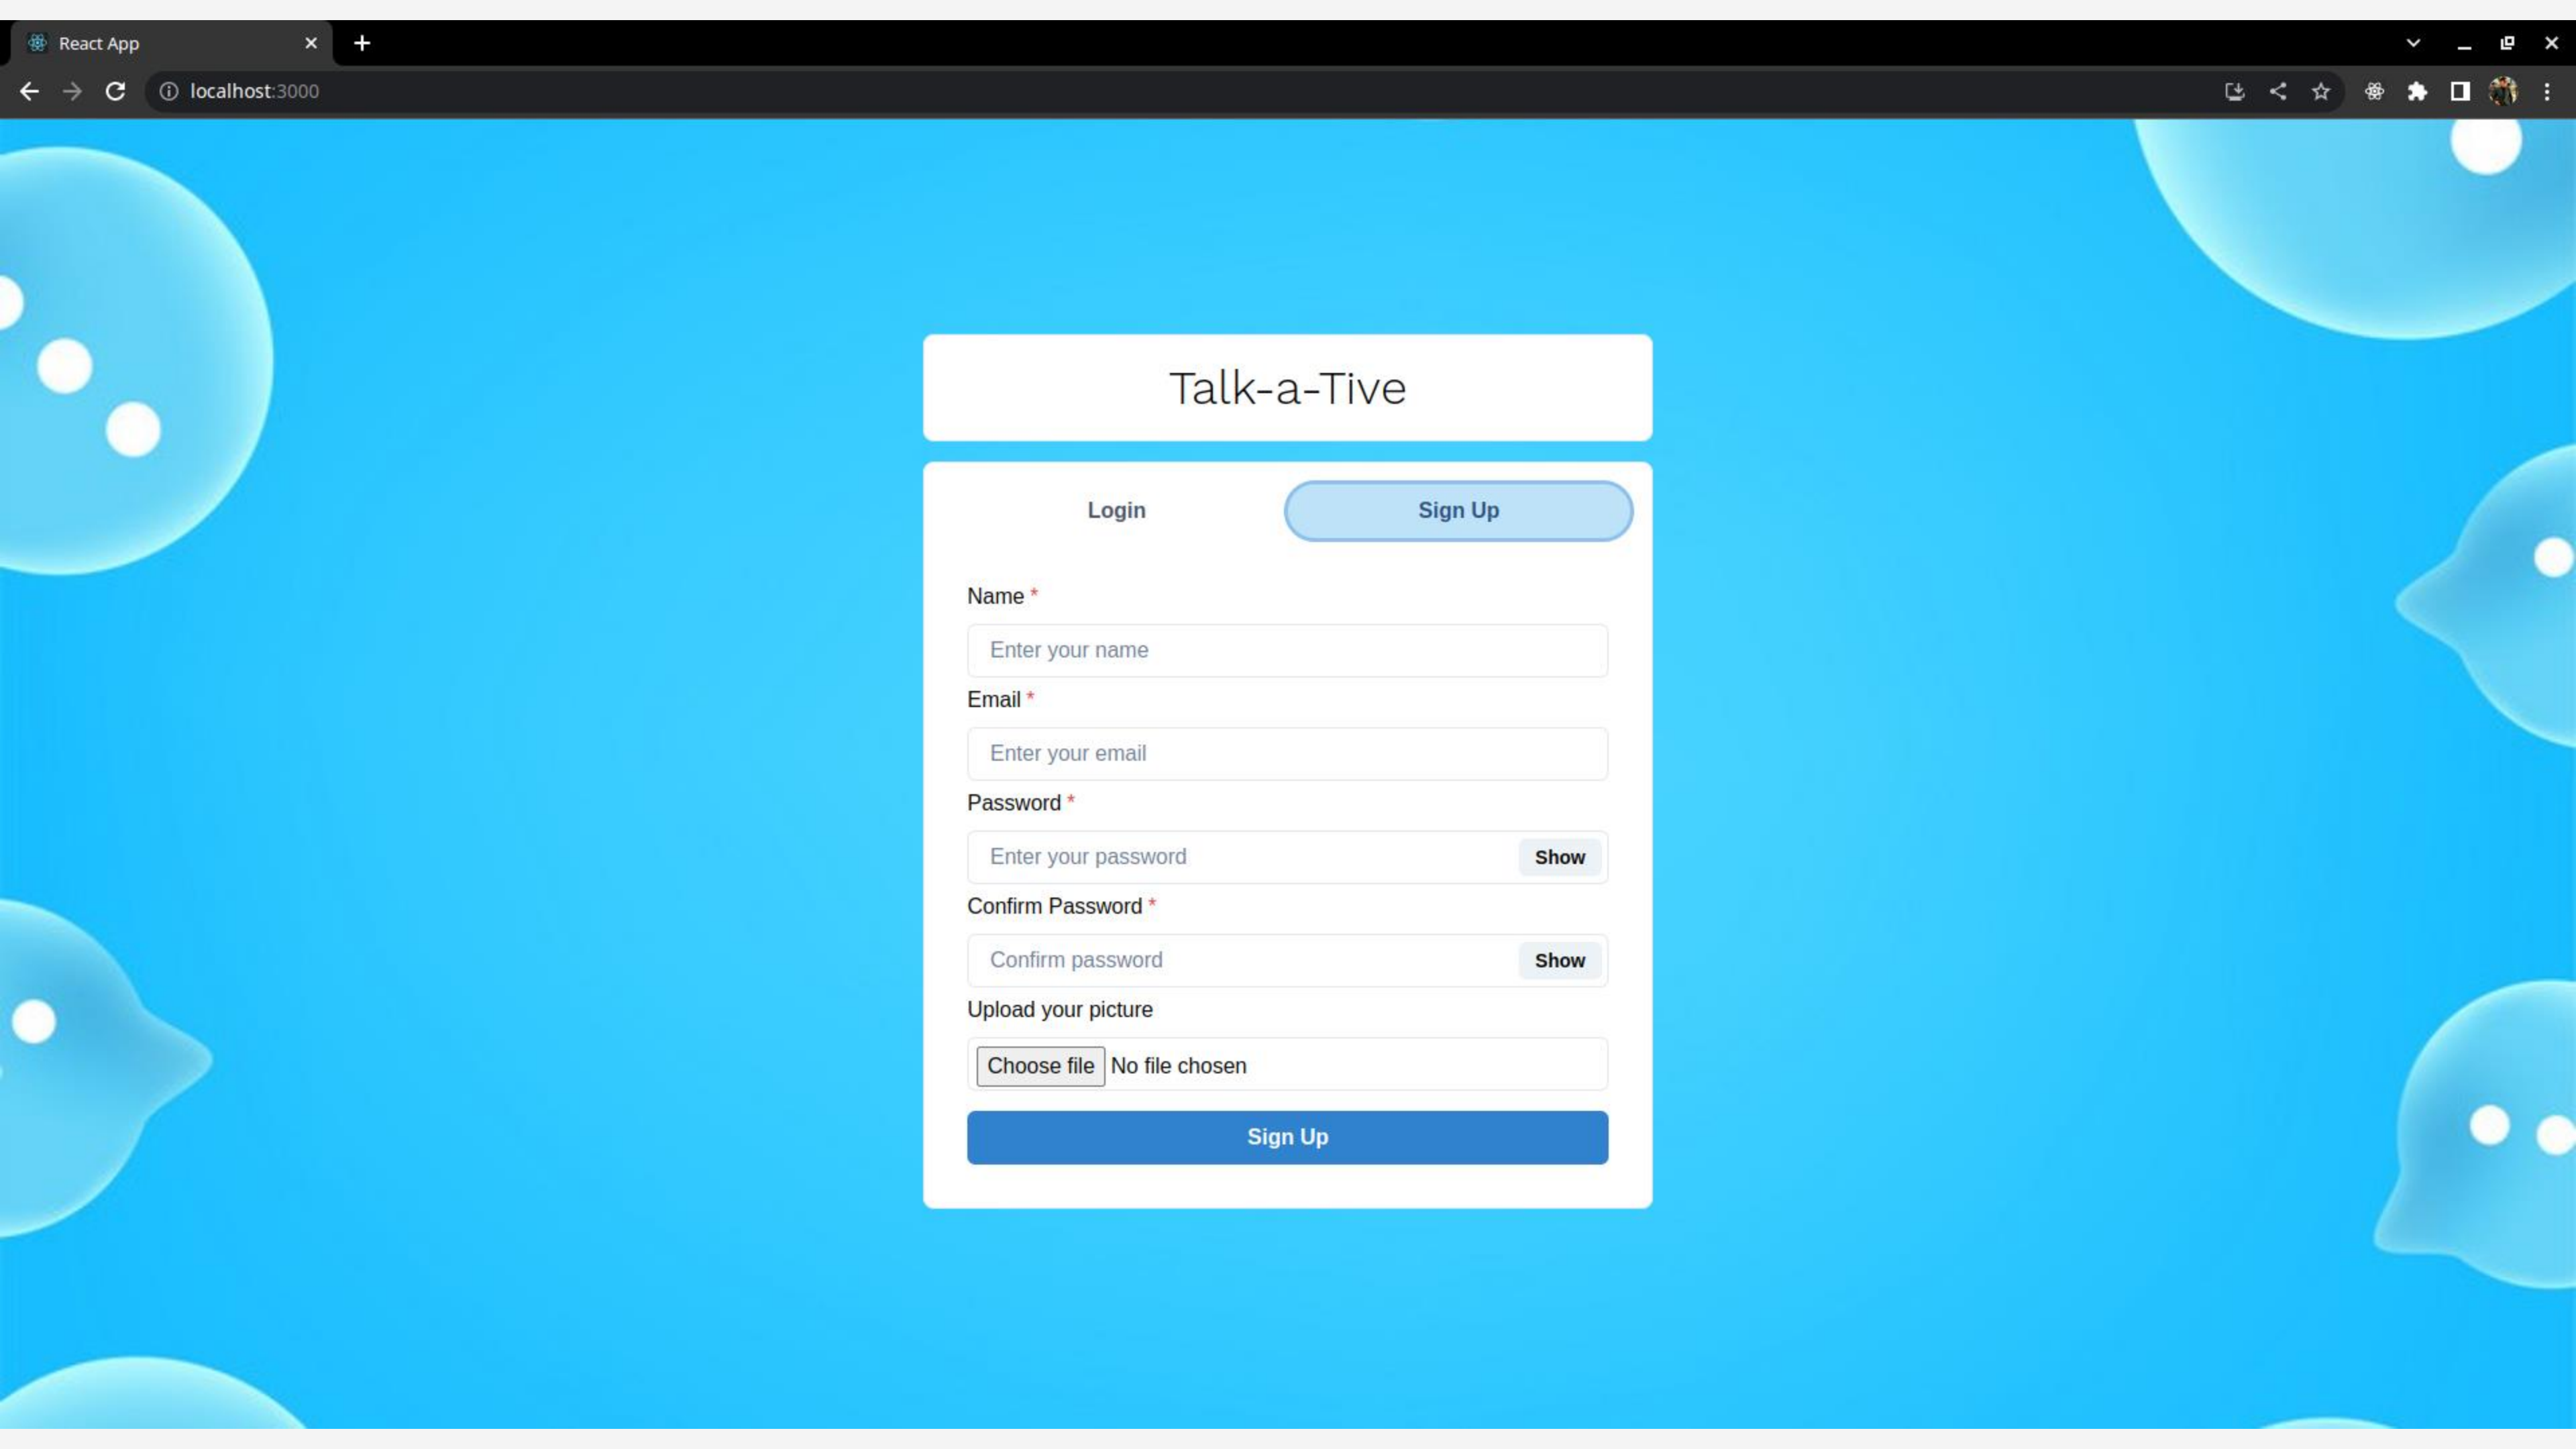 React App
localhost:3000
Talk-a-Tive
Login
Sign Up
Name *
Enter your name
Email *
Enter your email
Password *
Enter your password
Show
Confirm Password *
Confirm password
Show
Upload your picture
Choose file No file chosen
Sign Up